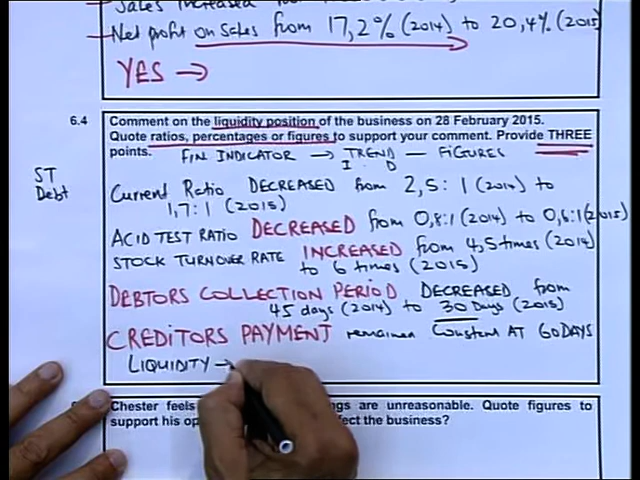 Sales increased
Net profit on sales from 17,2% (2014) to 20,4% (2015
YES →
6.4 Comment on the liquidity position of the business on 28 February 2015.
Quote ratios, percentages or figures to support your comment. Provide THREE
points.
FIN INDICATOR → TREND — FIGURES
I . D
ST
Debt
Current Ratio DECREASED from 2,5 : 1 (2014) to
1,7 : 1 (2015)
ACID TEST RATIO DECREASED from 0,8:1 (2014) to 0,6:1 (2015)
STOCK TURNOVER RATE INCREASED from 4,5 times (2014)
to 6 times (2015)
DEBTORS COLLECTION PERIOD DECREASED from
45 days (2014) to 30 Days (2015)
CREDITORS PAYMENT remained Constant AT 60 DAYS
LIQUIDITY →
Chester feels
ngs are unreasonable. Quote figures to
support his op
fect the business?